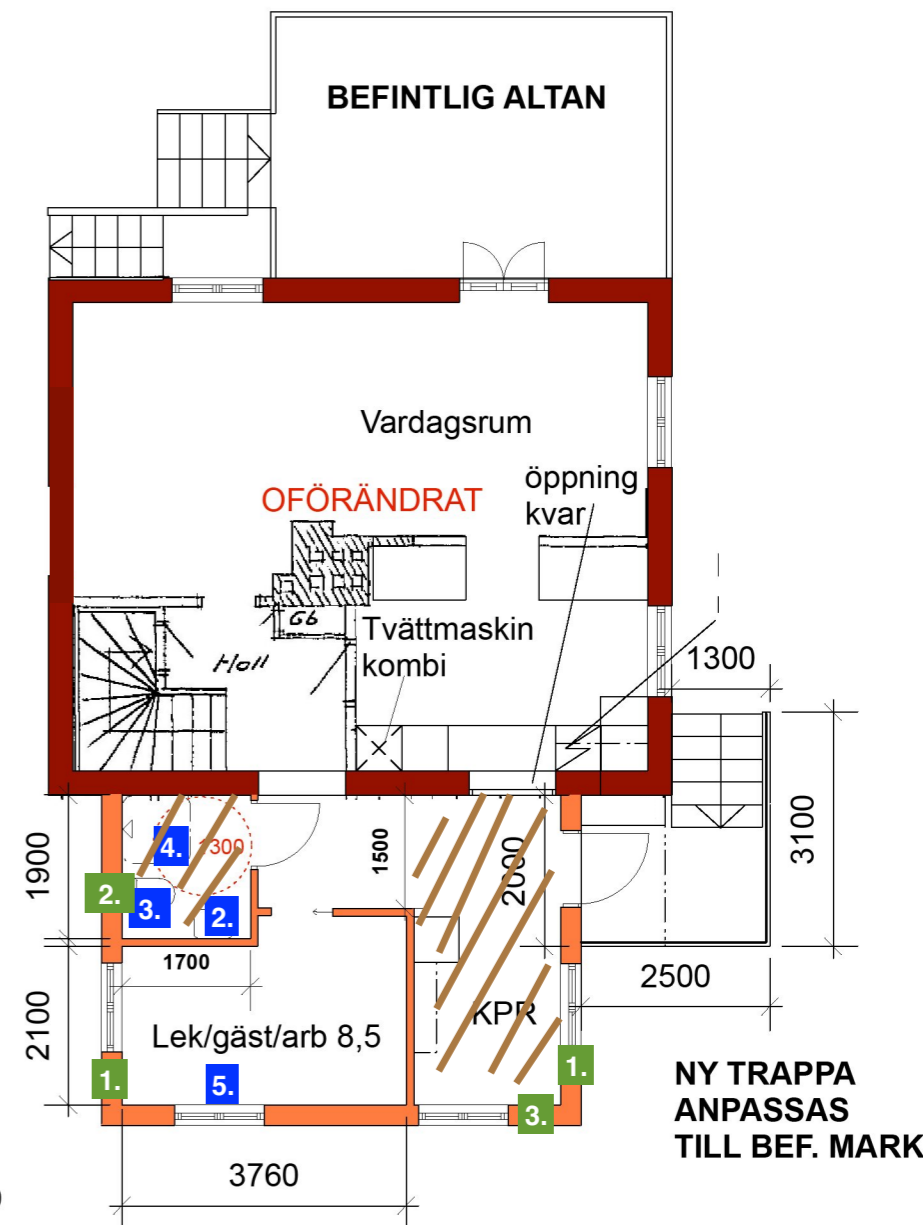 BEFINTLIG ALTAN
Vardagsrum
OFÖRÄNDRAT
öppning
kvar
Gb
Hall
Tvättmaskin
kombi
1300
3100
1900
1300
1500
2000
4.
2.
3.
2.
1700
2500
2100
KPR
Lek/gäst/arb 8,5
1.
5.
1.
3.
NY TRAPPA
ANPASSAS
TILL BEF. MARK
3760